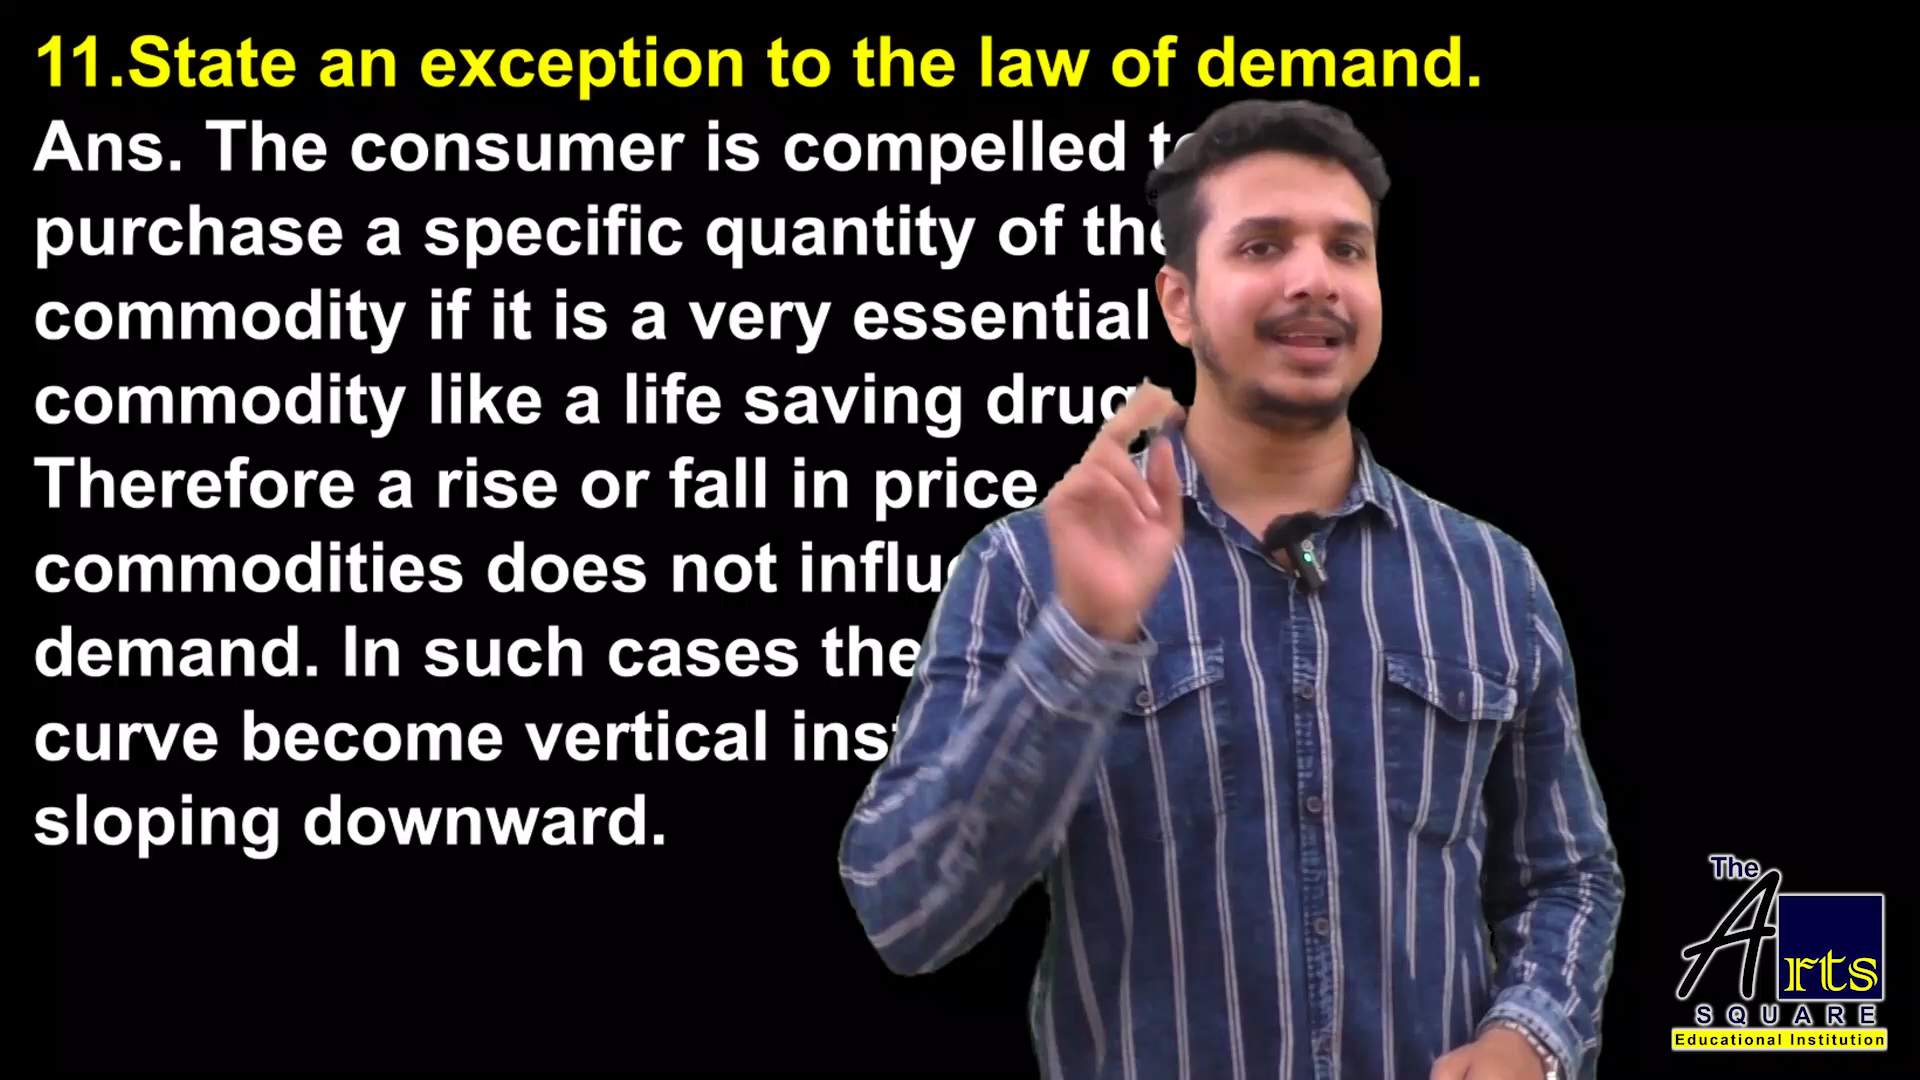 11.State an exception to the law of demand.
Ans. The consumer is compelled
purchase a specific quantity of the
commodity if it is a very essential
commodity like a life saving drug
Therefore a rise or fall in price
commodities does not
demand. In such cases the
curve become vertical
sloping downward.
The
Arts
SQUARE
Educational Institution